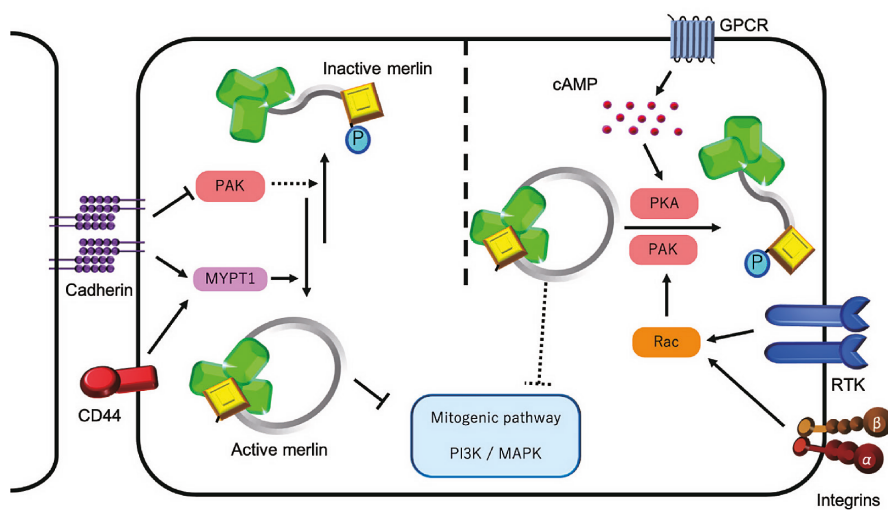 GPCR
Inactive merlin
cAMP
P
PAK
PKA
PAK
P
Cadherin
MYPT1
Rac
RTK
CD44
Mitogenic pathway
PI3K / MAPK
Active merlin
β
α
Integrins